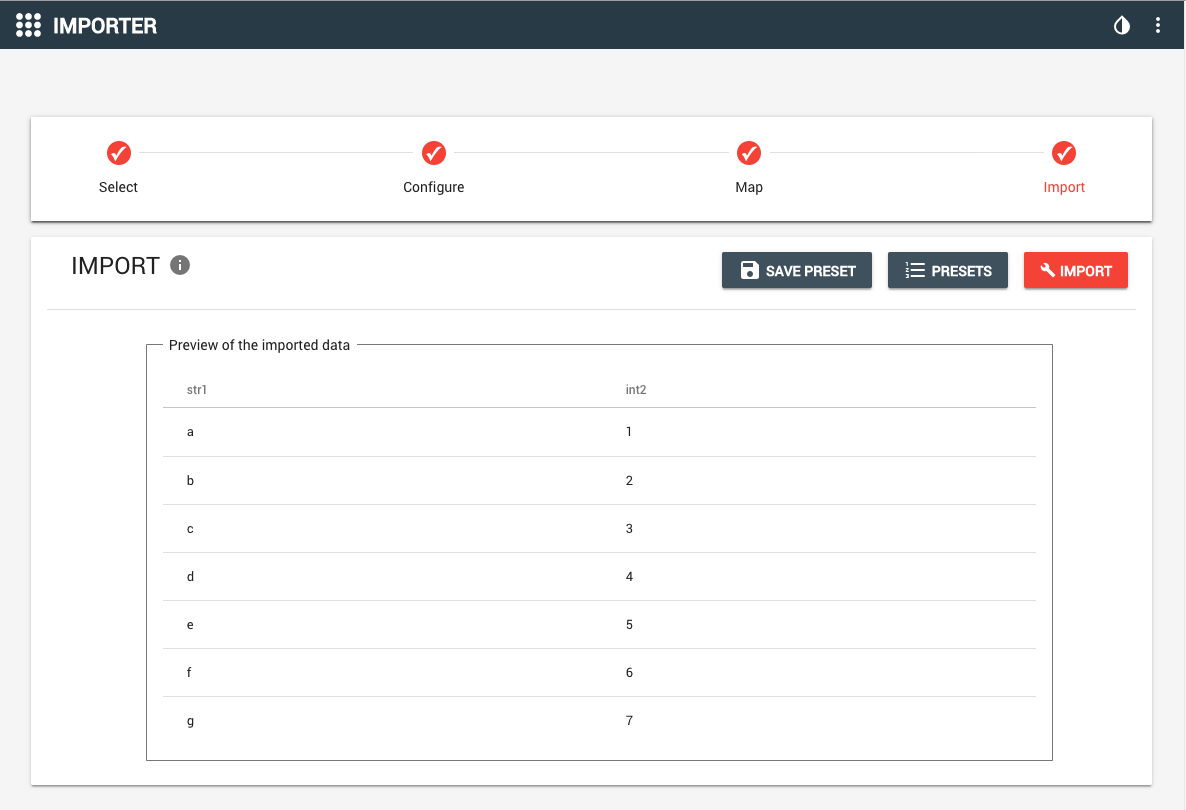 IMPORTER
Select Configure Map Import
IMPORT SAVE PRESET PRESETS IMPORT
Preview of the imported data
str1 int2
a 1
b 2
c 3
d 4
e 5
f 6
g 7